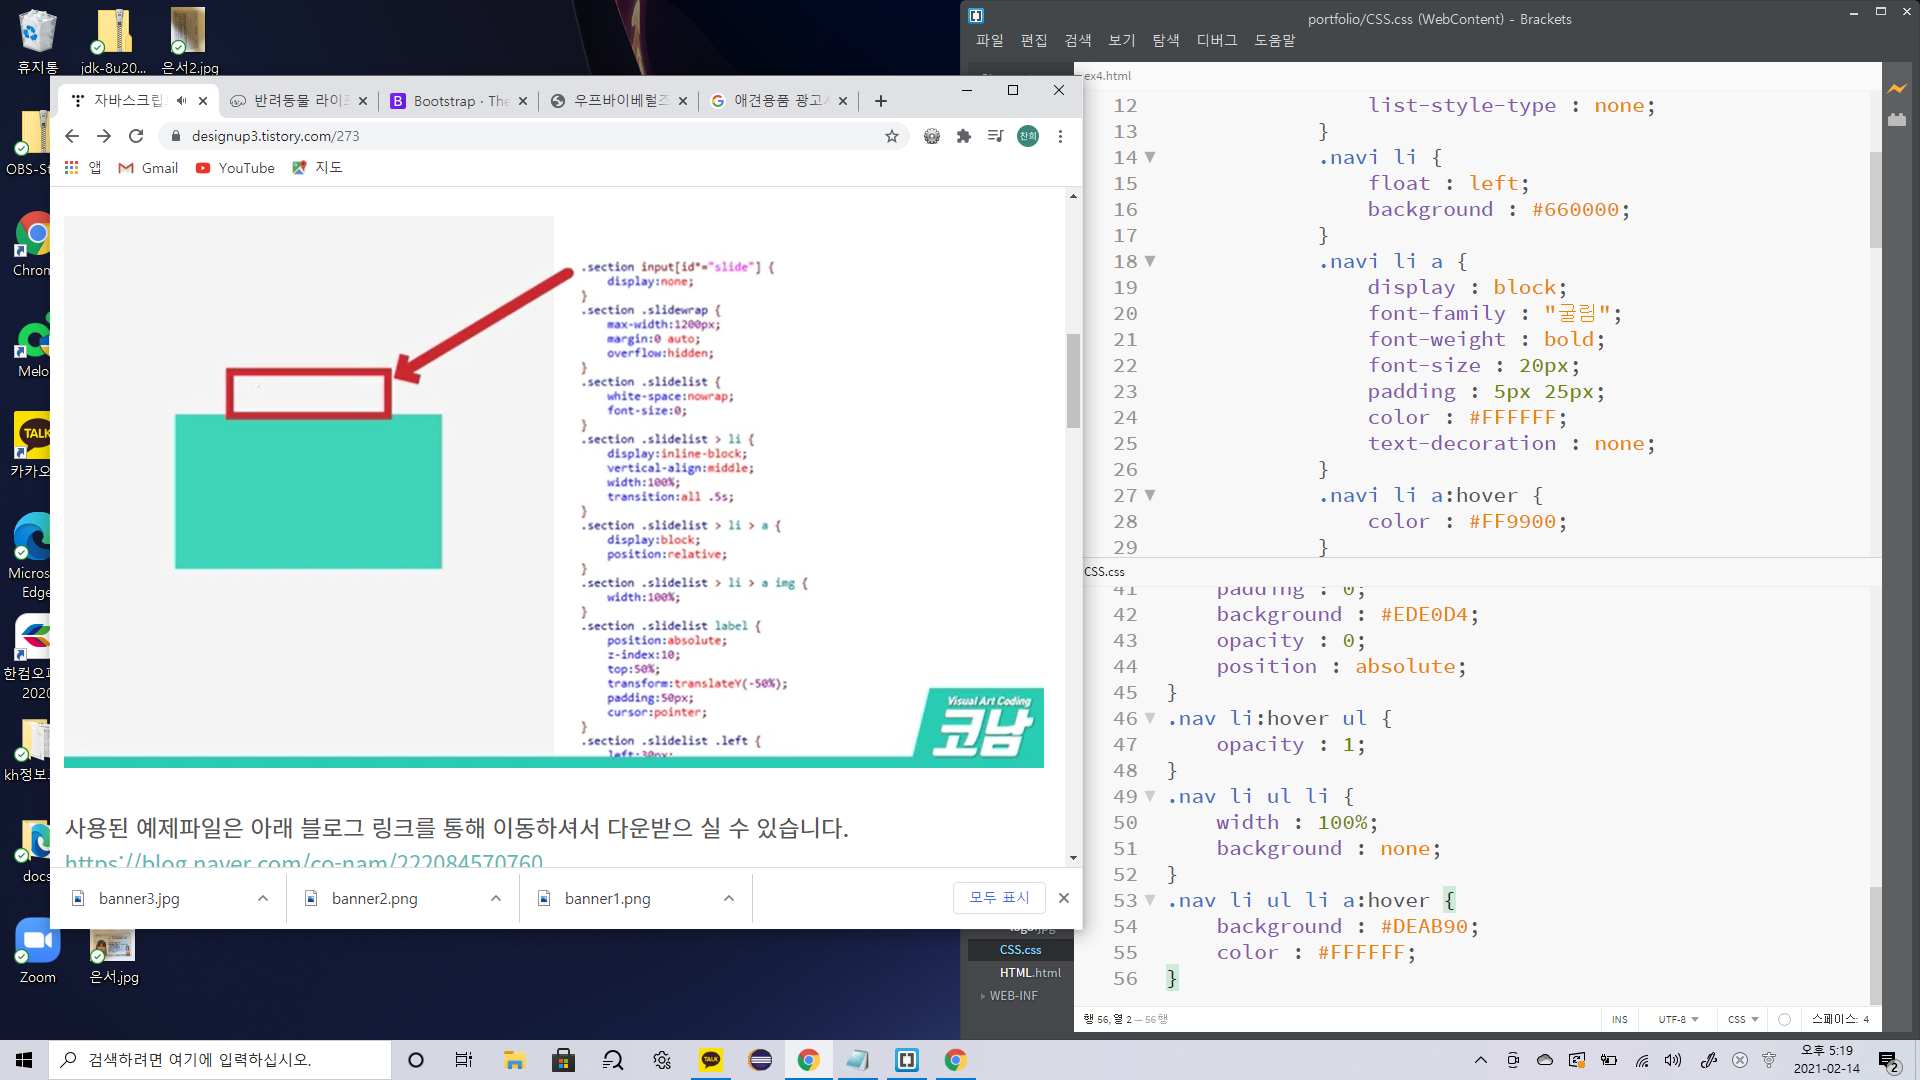 휴지통
jdk-8u20...
은서2.jpg
OBS-St
Chrom
Melo
TALK
카카오
Micros
Edge
한컴오피
2020
kh정보
docs
Zoom
은서.jpg
자바스크립
반려동물 라이프
Bootstrap · The
우프바이베럴즈
애견용품 광고
designup3.tistory.com/273
찬희
앱
Gmail
YouTube
지도
.section input[id*="slide"] {
display:none;
}
.section .slidewrap {
max-width:1200px;
margin:0 auto;
overflow:hidden;
}
.section .slidelist {
white-space:nowrap;
font-size:0;
}
.section .slidelist > li {
display:inline-block;
vertical-align:middle;
width:100%;
transition:all .5s;
}
.section .slidelist > li > a {
display:block;
position:relative;
}
.section .slidelist > li > a img {
width:100%;
}
.section .slidelist label {
position:absolute;
z-index:10;
top:50%;
transform:translateY(-50%);
padding:50px;
cursor:pointer;
}
.section .slidelist .left {
left:30px;
Visual Art Coding
코남
사용된 예제파일은 아래 블로그 링크를 통해 이동하셔서 다운받으 실 수 있습니다.
https://blog.naver.com/co-nam/222084570760
banner3.jpg
banner2.png
banner1.png
모두 표시
portfolio/CSS.css (WebContent) - Brackets
파일 편집 검색 보기 탐색 디버그 도움말
ex4.html
12 list-style-type : none;
13 }
14 .navi li {
15 float : left;
16 background : #660000;
17 }
18 .navi li a {
19 display : block;
20 font-family : "굴림";
21 font-weight : bold;
22 font-size : 20px;
23 padding : 5px 25px;
24 color : #FFFFFF;
25 text-decoration : none;
26 }
27 .navi li a:hover {
28 color : #FF9900;
29 }
CSS.css
41 padding : 0;
42 background : #EDE0D4;
43 opacity : 0;
44 position : absolute;
45 }
46 .nav li:hover ul {
47 opacity : 1;
48 }
49 .nav li ul li {
50 width : 100%;
51 background : none;
52 }
53 .nav li ul li a:hover {
54 background : #DEAB90;
55 color : #FFFFFF;
56 }
logo.jpg
CSS.css
HTML.html
WEB-INF
행 56, 열 2 — 56 행
INS
UTF-8
CSS
스페이스: 4
검색하려면 여기에 입력하십시오.
TALK
오후 5:19
2021-02-14
2